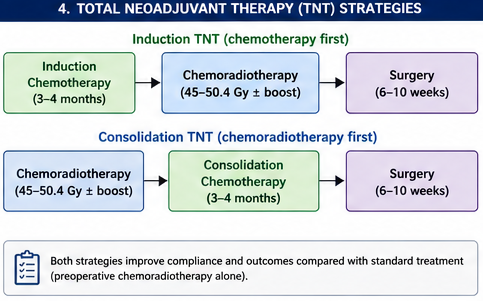 4. TOTAL NEOADJUVANT THERAPY (TNT) STRATEGIES
Induction TNT (chemotherapy first)
Induction
Chemotherapy
(3–4 months)
Chemoradiotherapy
(45–50.4 Gy ± boost)
Surgery
(6–10 weeks)
Consolidation TNT (chemoradiotherapy first)
Chemoradiotherapy
(45–50.4 Gy ± boost)
Consolidation
Chemotherapy
(3–4 months)
Surgery
(6–10 weeks)
Both strategies improve compliance and outcomes compared with standard treatment
(preoperative chemoradiotherapy alone).